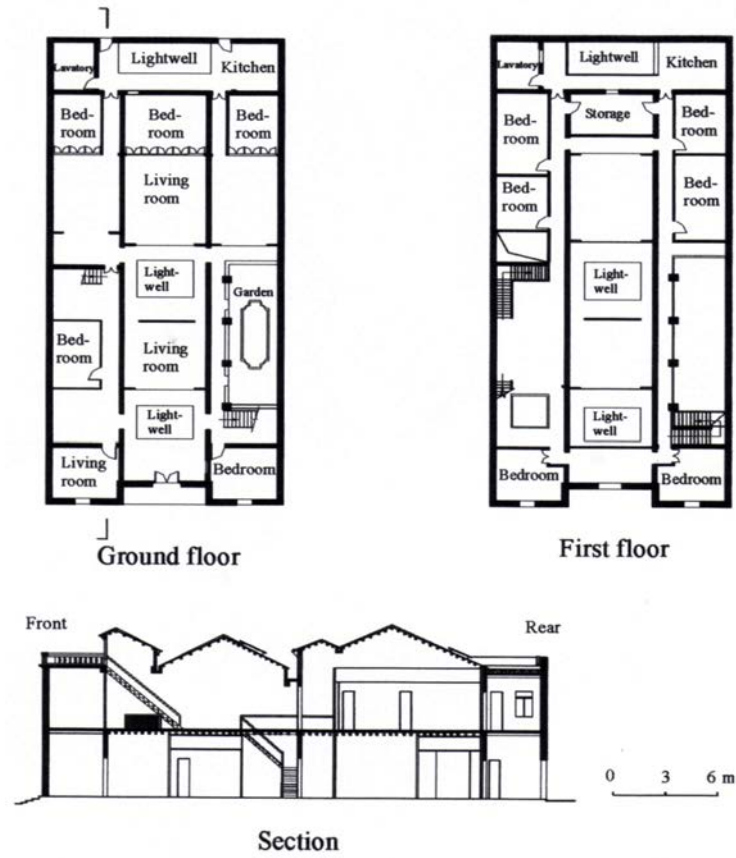 Lavatory
Lightwell
Kitchen
Bed-
room
Bed-
room
Bed-
room
Living
room
Light-
well
Garden
Bed-
room
Living
room
Light-
well
Living
room
Bedroom
Ground floor
Lavatory
Lightwell
Kitchen
Storage
Bed-
room
Bed-
room
Bed-
room
Bed-
room
Light-
well
Light-
well
Bedroom
Bedroom
First floor
Front
Rear
0 3 6 m
Section